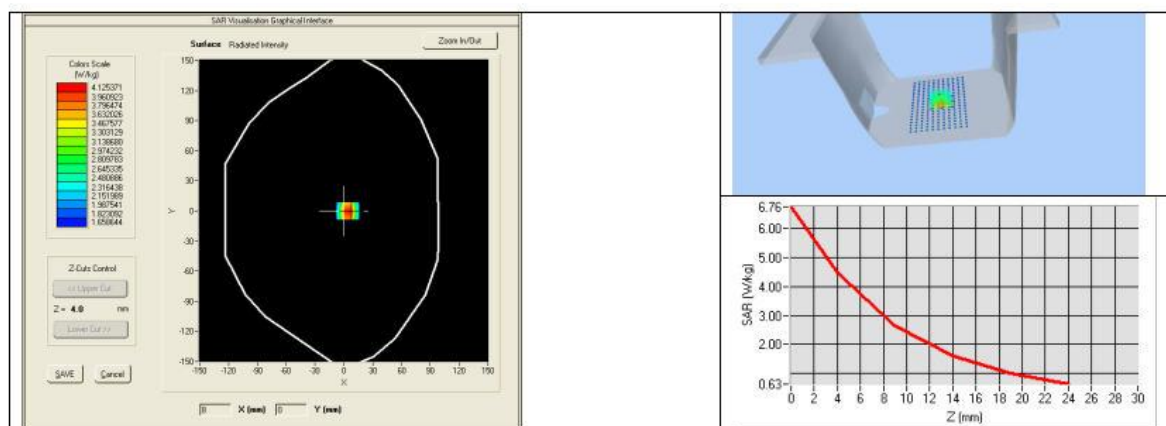 SAR Visualisation Graphical Interface
Surface Radiated Intensity
Zoom In/Out
Colors Scale
(W/kg)
4.125371
3.960923
3.796474
3.632026
3.467577
3.303129
3.138680
2.974232
2.809783
2.645335
2.480886
2.316438
2.151989
1.987541
1.823092
1.658644
Z-Cuts Control
<< Upper Cut
Z = 4.0 mm
Lower Cut >>
SAVE Cancel
150
120
90
60
30
0
-30
-60
-90
-120
-150
Y
-150 -120 -90 -60 -30 0 30 60 90 120 150
X
8 X (mm) 0 Y (mm)
6.76
6.00
4.00
3.00
2.00
0.63
SAR (W/kg)
0 2 4 6 8 10 12 14 16 18 20 22 24 26 28 30
Z (mm)